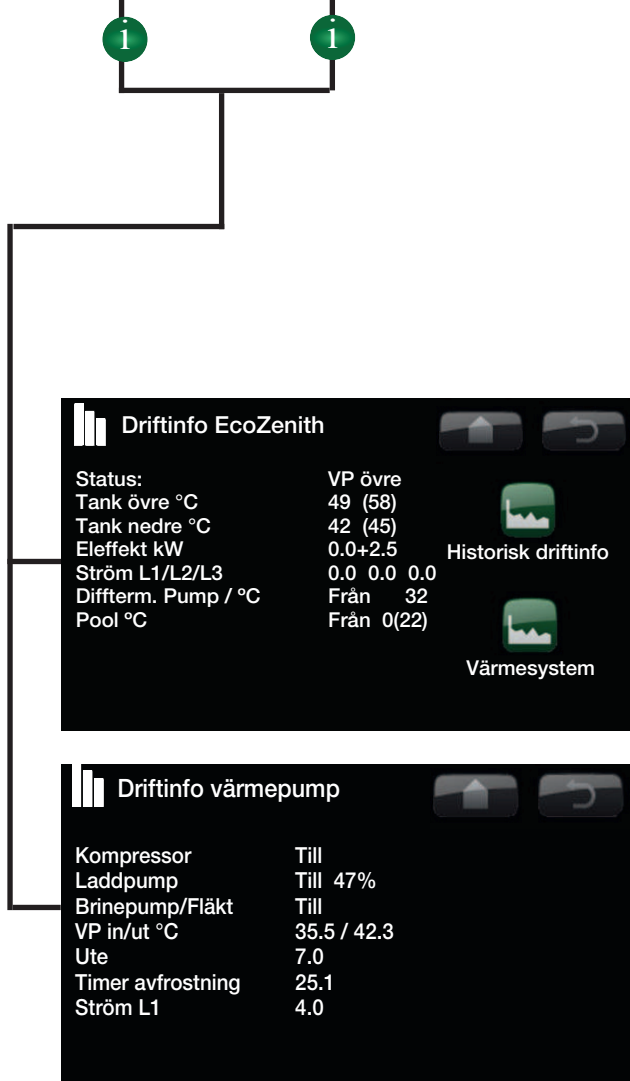 i i
Driftinfo EcoZenith
Status: VP övre
Tank övre °C 49 (58)
Tank nedre °C 42 (45)
Eleffekt kW 0.0+2.5
Ström L1/L2/L3 0.0 0.0 0.0
Diffterm. Pump / ºC Från 32
Pool ºC Från 0(22)
Historisk driftinfo
Värmesystem
Driftinfo värmepump
Kompressor Till
Laddpump Till 47%
Brinepump/Fläkt Till
VP in/ut °C 35.5 / 42.3
Ute 7.0
Timer avfrostning 25.1
Ström L1 4.0